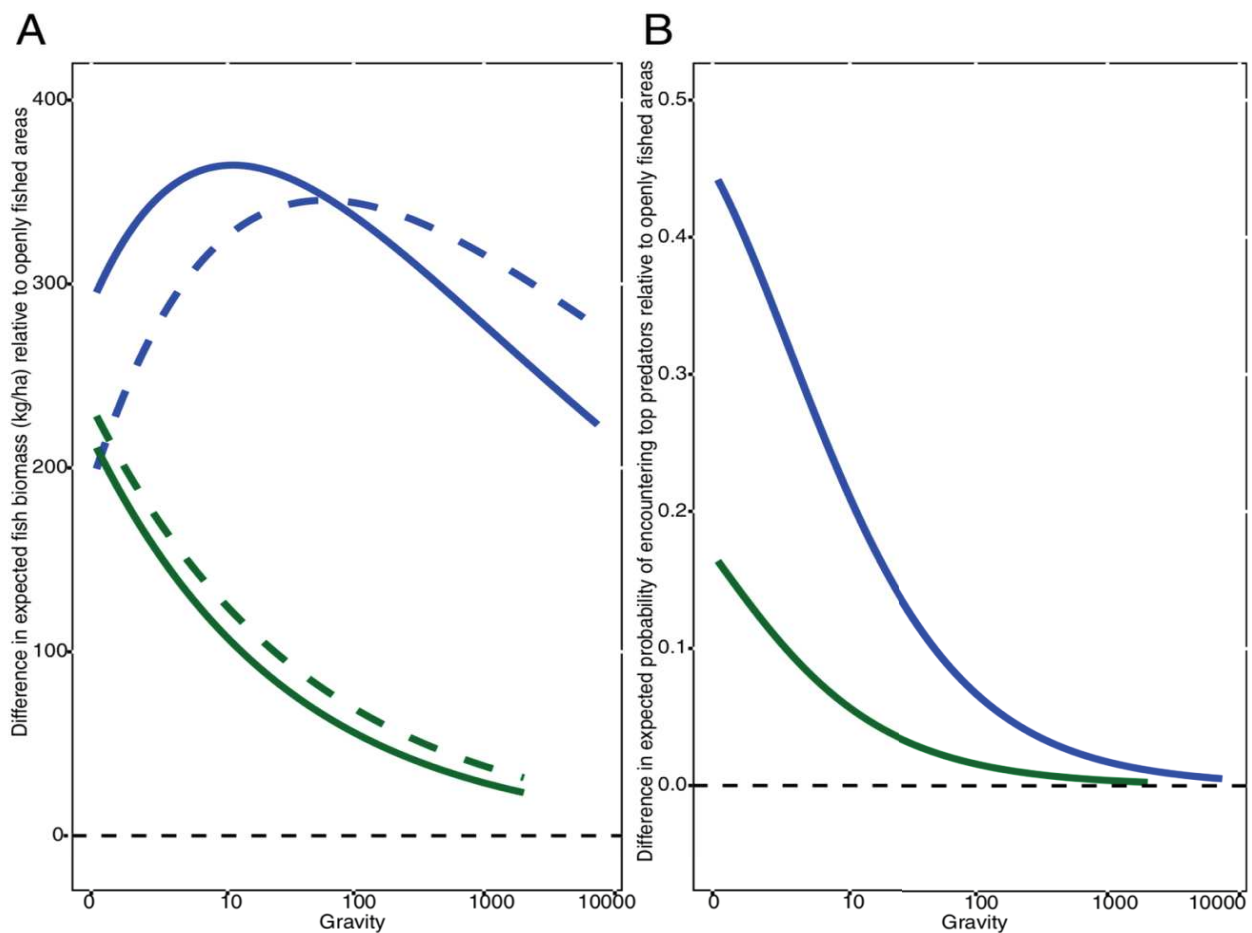 A
Difference in expected fish biomass (kg/ha) relative to openly fished areas
400
300
200
100
0
0 10 100 1000 10000
Gravity
B
Difference in expected probability of encountering top predators relative to openly fished areas
0.5
0.4
0.3
0.2
0.1
0.0
0 10 100 1000 10000
Gravity